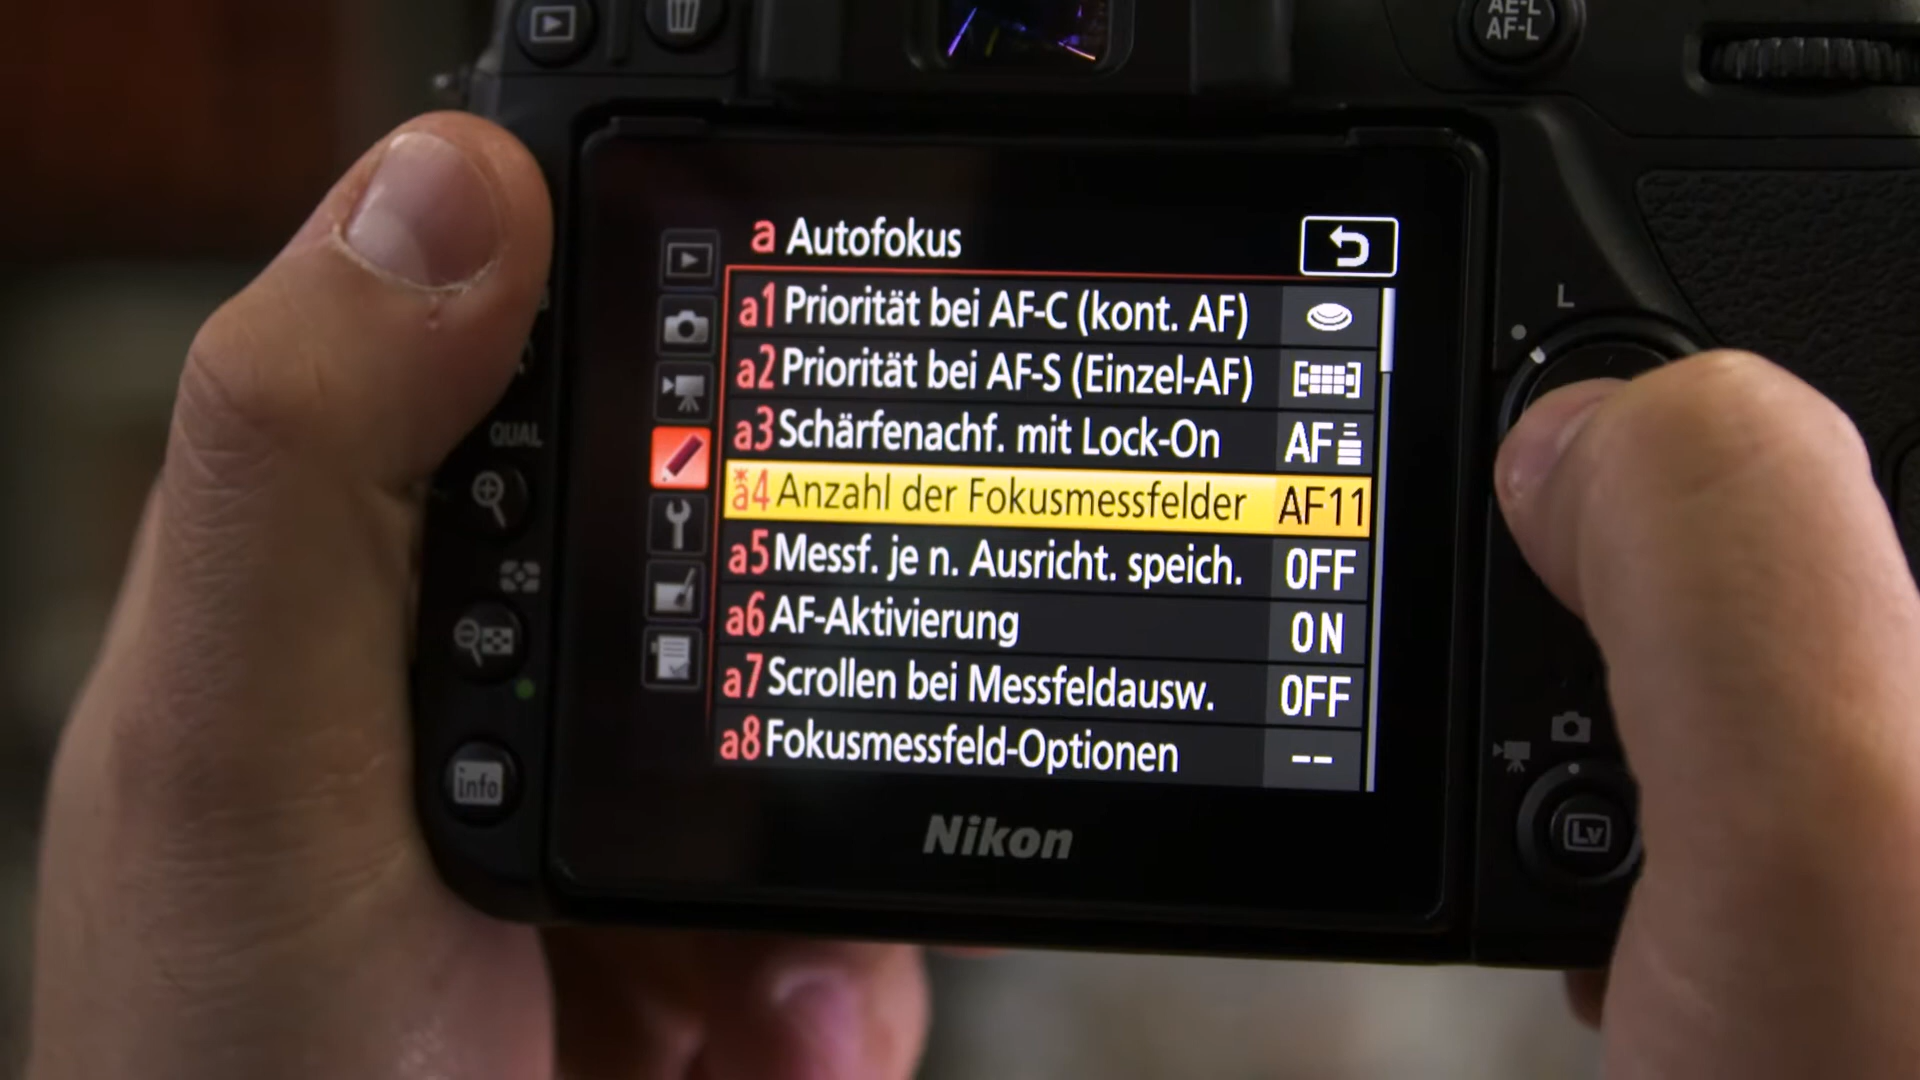 AE-L
AF-L
a Autofokus
a1 Priorität bei AF-C (kont. AF)
a2 Priorität bei AF-S (Einzel-AF)
a3 Schärfenachf. mit Lock-On AF
a4 Anzahl der Fokusmessfelder AF11
a5 Messf. je n. Ausricht. speich. OFF
a6 AF-Aktivierung ON
a7 Scrollen bei Messfeldausw. OFF
a8 Fokusmessfeld-Optionen --
L
QUAL
info
Lv
Nikon